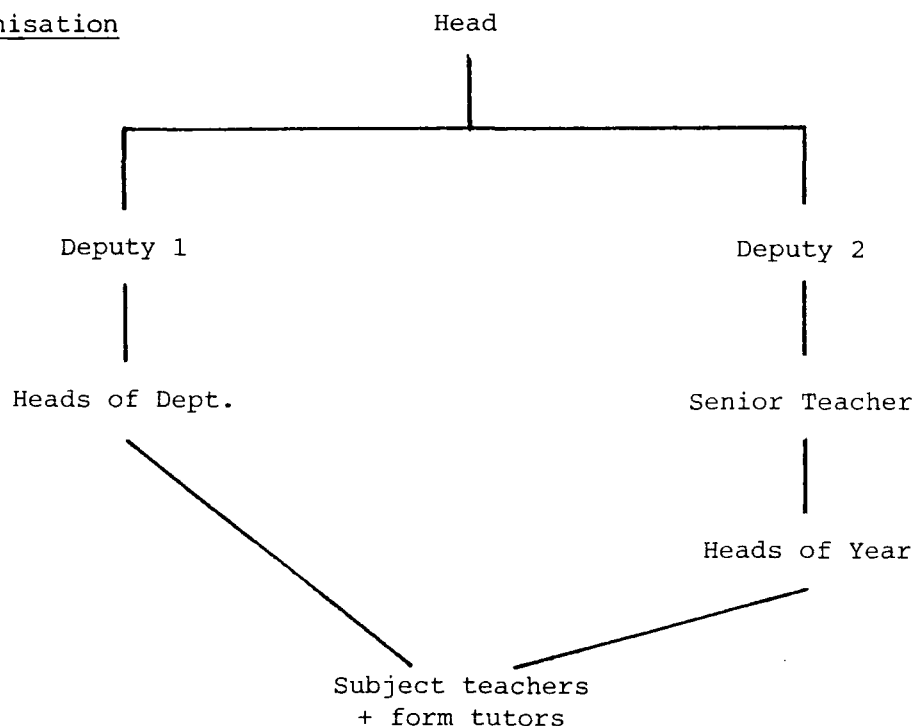 nisation
Head
Deputy 1
Deputy 2
Heads of Dept.
Senior Teacher
Heads of Year
Subject teachers
+ form tutors